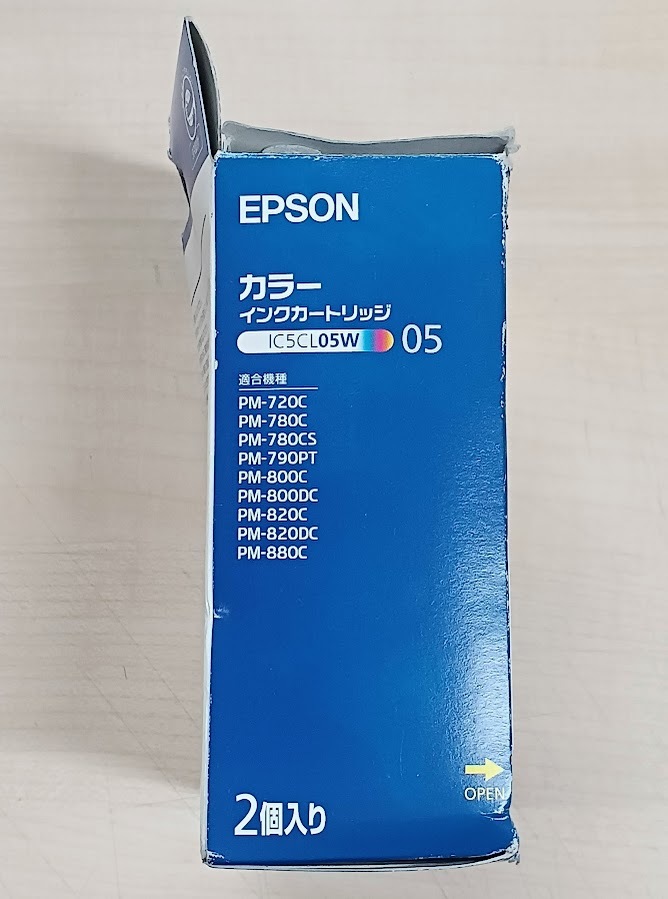 EPSON
カラー
インクカートリッジ
IC5CL05W 05
適合機種
PM-720C
PM-780C
PM-780CS
PM-790PT
PM-800C
PM-800DC
PM-820C
PM-820DC
PM-880C
OPEN
2個入り